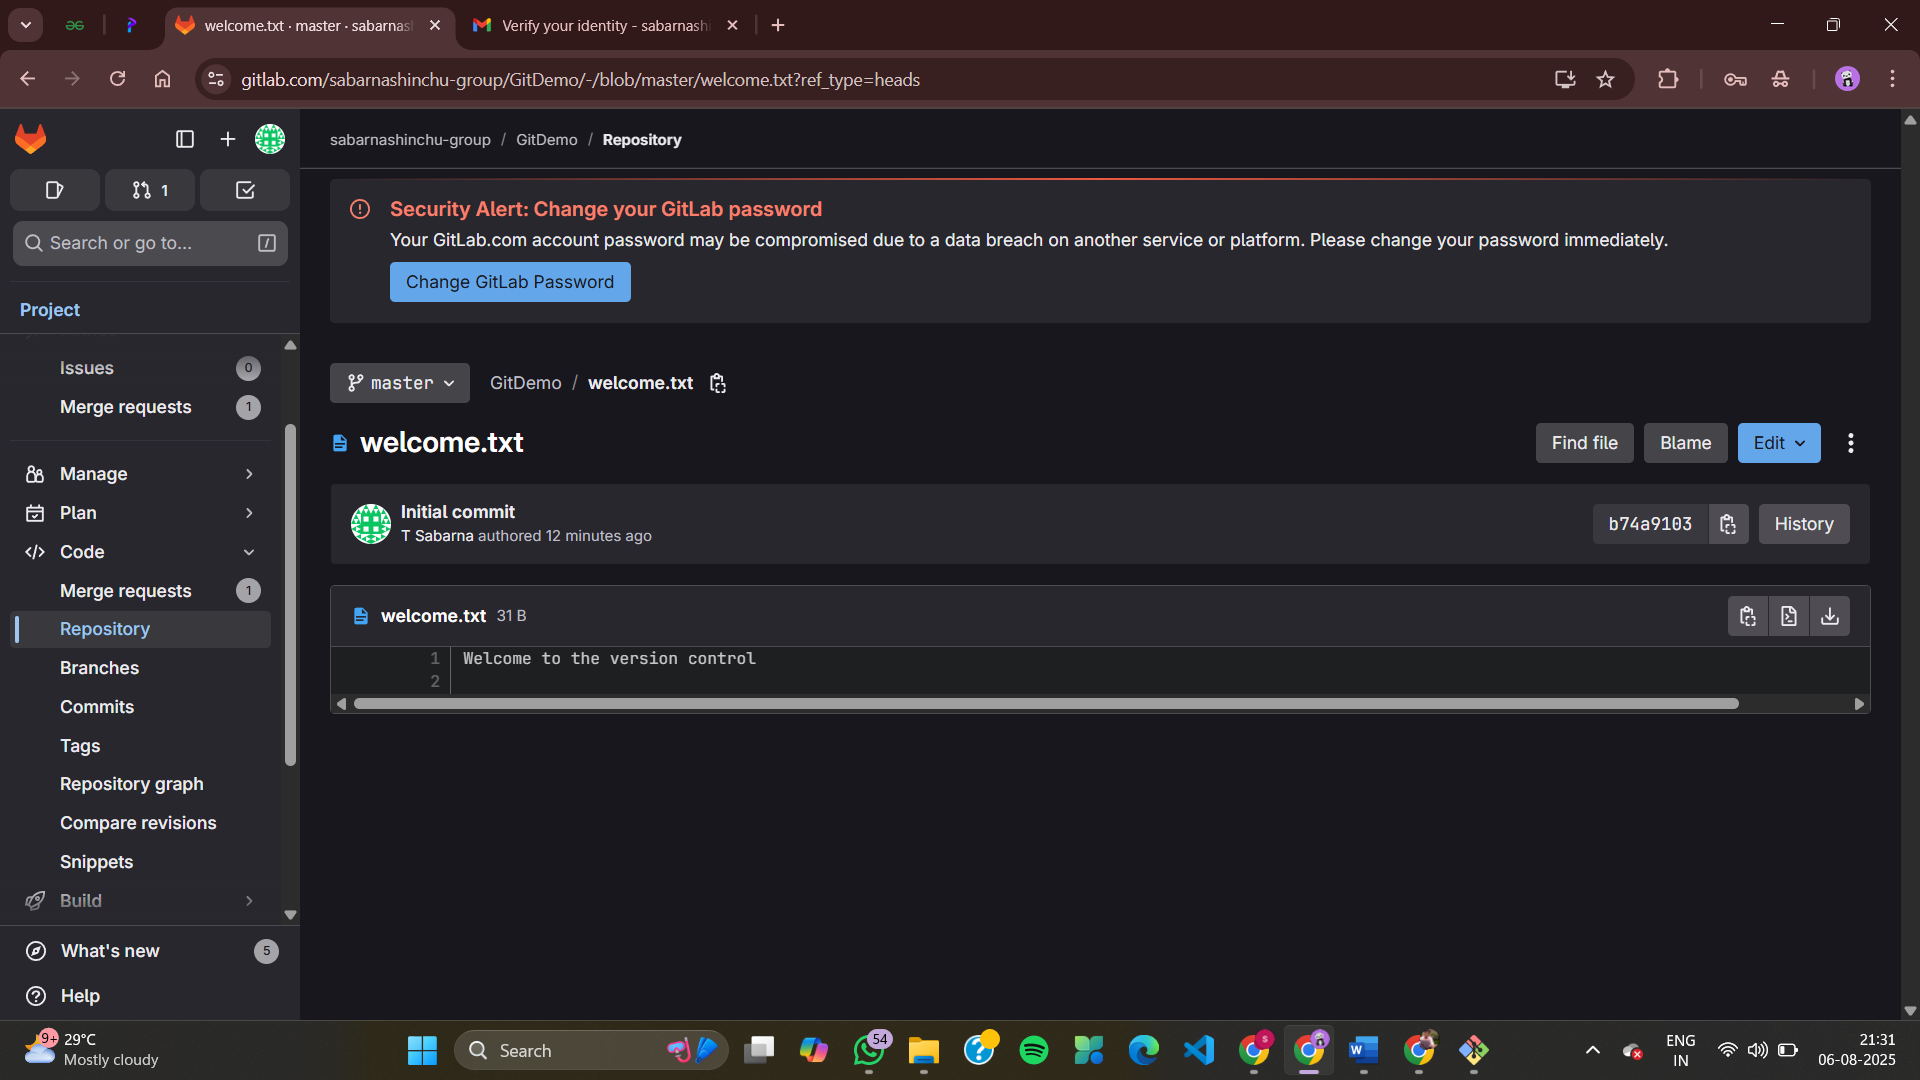 welcome.txt · master · sabarnas
Verify your identity - sabarnashi
gitlab.com/sabarnashinchu-group/GitDemo/-/blob/master/welcome.txt?ref_type=heads
sabarnashinchu-group / GitDemo / Repository
1
Search or go to... /
Project
Issues 0
Merge requests 1
Manage
Plan
Code
Merge requests 1
Repository
Branches
Commits
Tags
Repository graph
Compare revisions
Snippets
Build
What's new 5
Help
Security Alert: Change your GitLab password
Your GitLab.com account password may be compromised due to a data breach on another service or platform. Please change your password immediately.
Change GitLab Password
master GitDemo / welcome.txt
welcome.txt Find file Blame Edit
Initial commit
T Sabarna authored 12 minutes ago
b74a9103 History
welcome.txt 31 B
1 Welcome to the version control
2
9+ 29°C
Mostly cloudy
Search
54
ENG
IN
21:31
06-08-2025